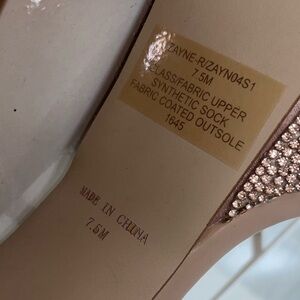 ZAYNE-R/ZAYN04S1
7.5M
GLASS/FABRIC UPPER
SYNTHETIC SOCK
FABRIC COATED OUTSOLE
1645
MADE IN CHINA
7.5M